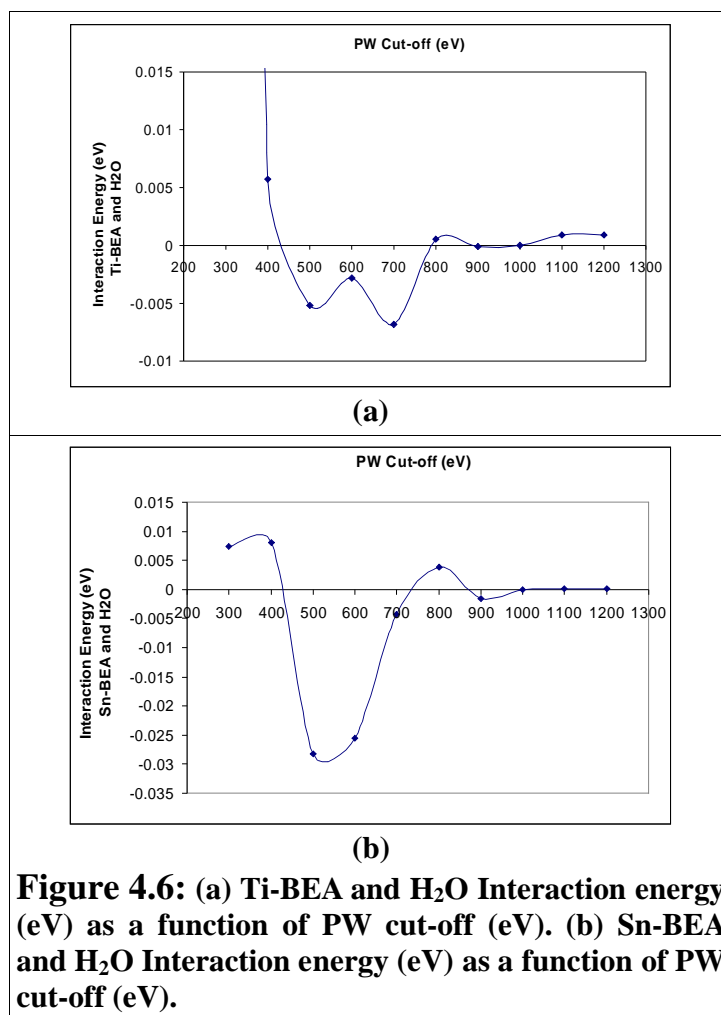 PW Cut-off (eV)
0.015
0.01
0.005
0
-0.005
-0.01
200 300 400 500 600 700 800 900 1000 1100 1200 1300
Interaction Energy (eV)
Ti-BEA and H2O
(a)
PW Cut-off (eV)
0.015
0.01
0.005
0
-0.005
-0.01
-0.015
-0.02
-0.025
-0.03
-0.035
200 300 400 500 600 700 800 900 1000 1100 1200 1300
Interaction Energy (eV)
Sn-BEA and H2O
(b)
Figure 4.6: (a) Ti-BEA and H₂O Interaction energy
(eV) as a function of PW cut-off (eV). (b) Sn-BEA
and H₂O Interaction energy (eV) as a function of PW
cut-off (eV).